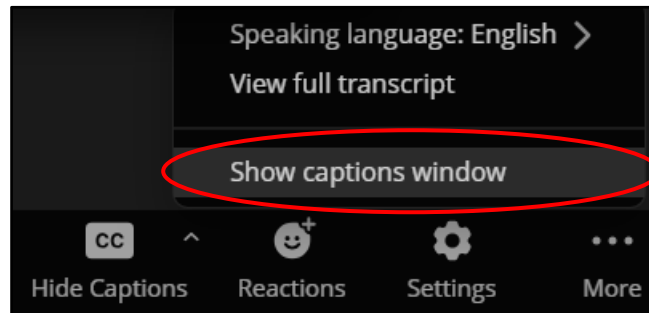 Speaking language: English
View full transcript
Show captions window
CC
Hide Captions Reactions Settings More